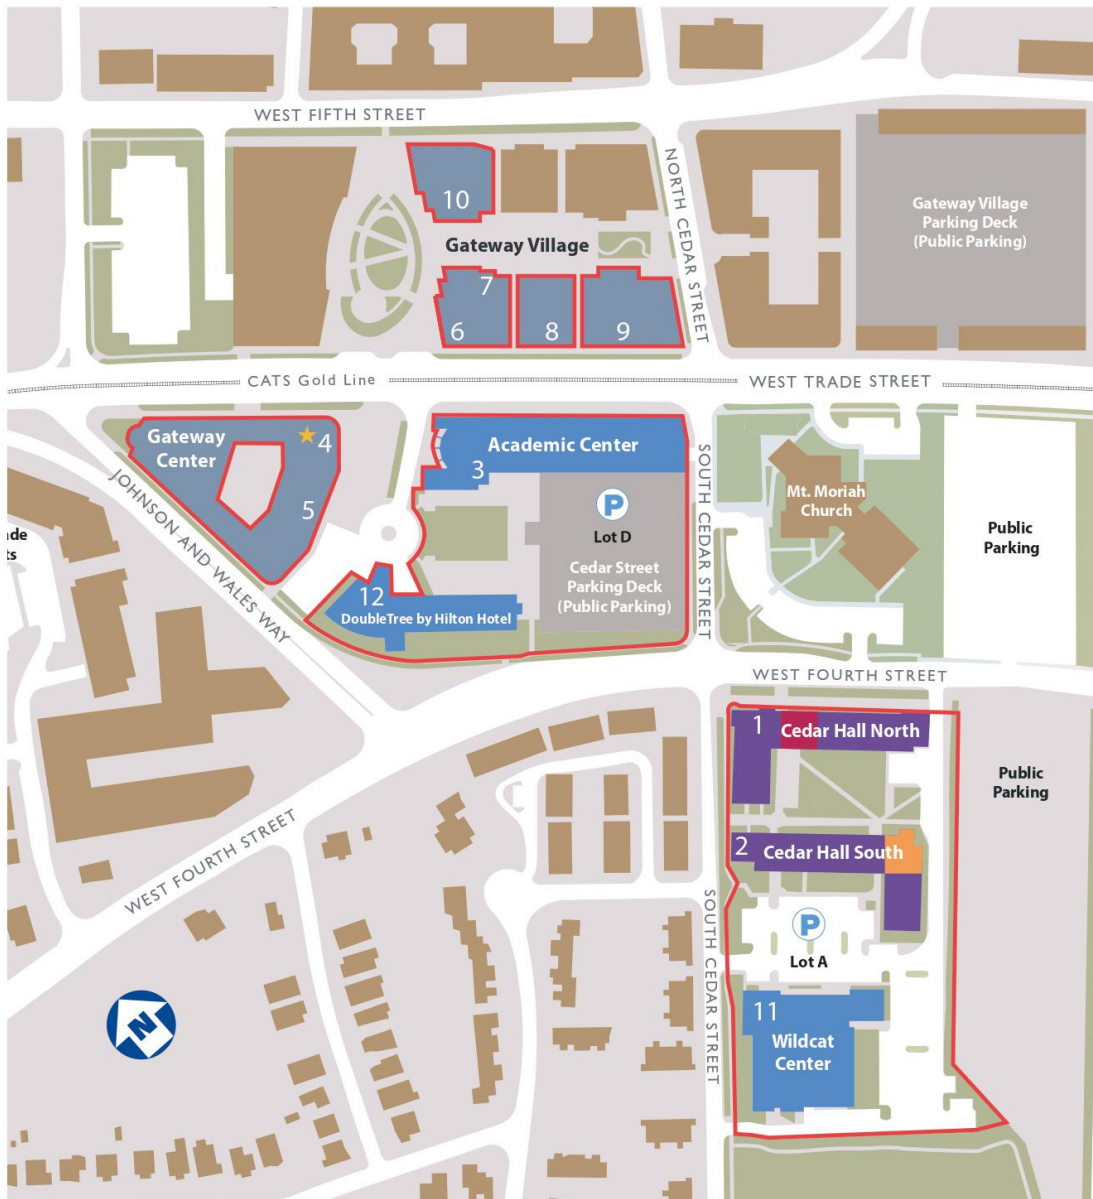 WEST FIFTH STREET
NORTH CEDAR STREET
10
Gateway Village
Gateway Village
Parking Deck
(Public Parking)
7
6
8
9
CATS Gold Line
WEST TRADE STREET
Gateway
Center
4
5
Academic Center
3
P
Lot D
Cedar Street
Parking Deck
(Public Parking)
SOUTH CEDAR STREET
Mt. Moriah
Church
Public
Parking
JOHNSON AND WALES WAY
12
DoubleTree by Hilton Hotel
WEST FOURTH STREET
1
Cedar Hall North
Public
Parking
2
Cedar Hall South
WEST FOURTH STREET
P
Lot A
SOUTH CEDAR STREET
N
11
Wildcat
Center